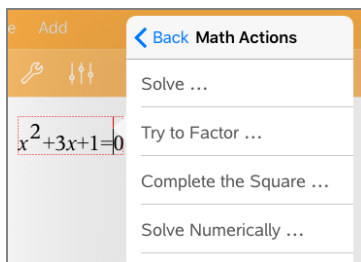 e Add
Back Math Actions
Solve ...
x²+3x+1=0
Try to Factor ...
Complete the Square ...
Solve Numerically ...